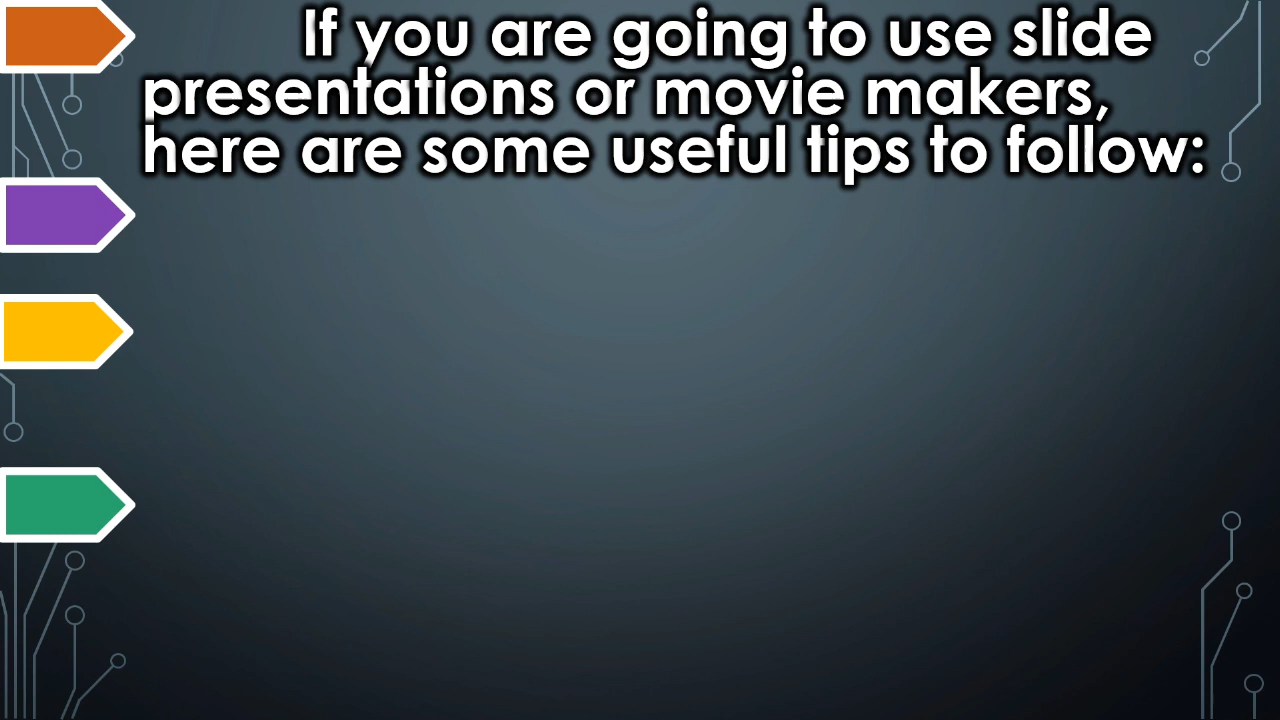 If you are going to use slide
presentations or movie makers,
here are some useful tips to follow: